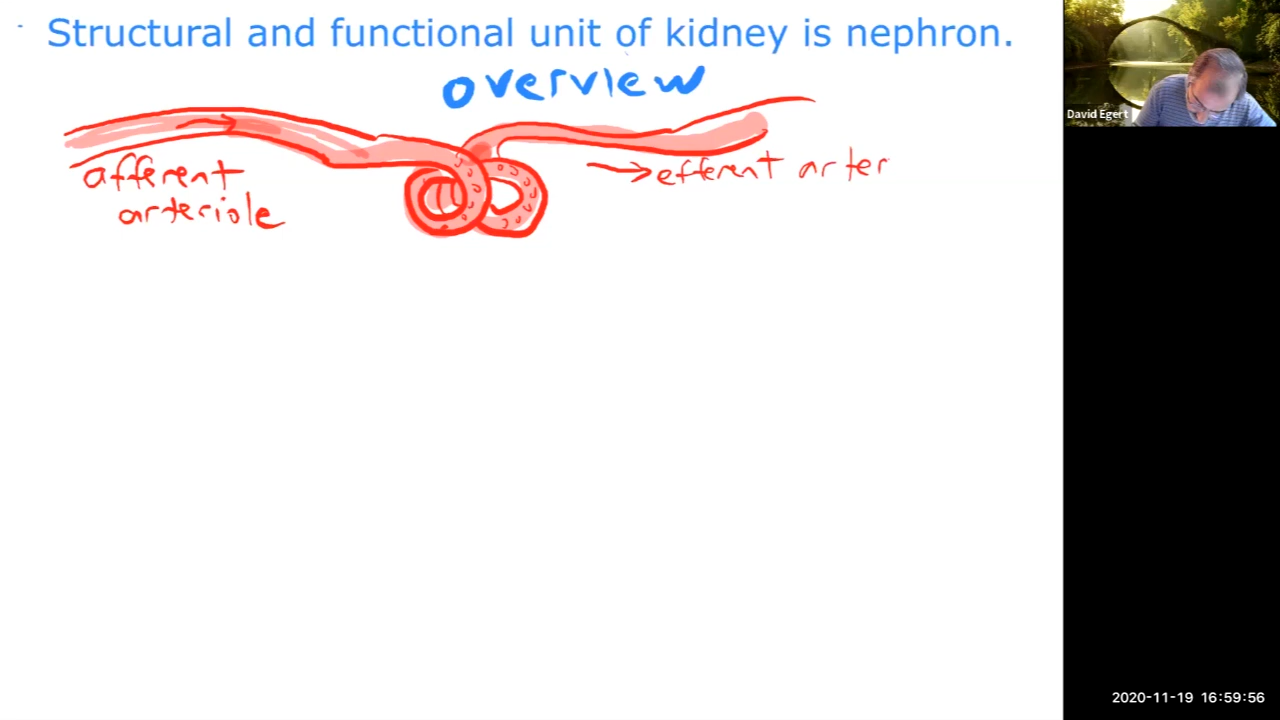 Structural and functional unit of kidney is nephron.
overview
afferent
arteriole
→efferent arter
David Egert
2020-11-19 16:59:56